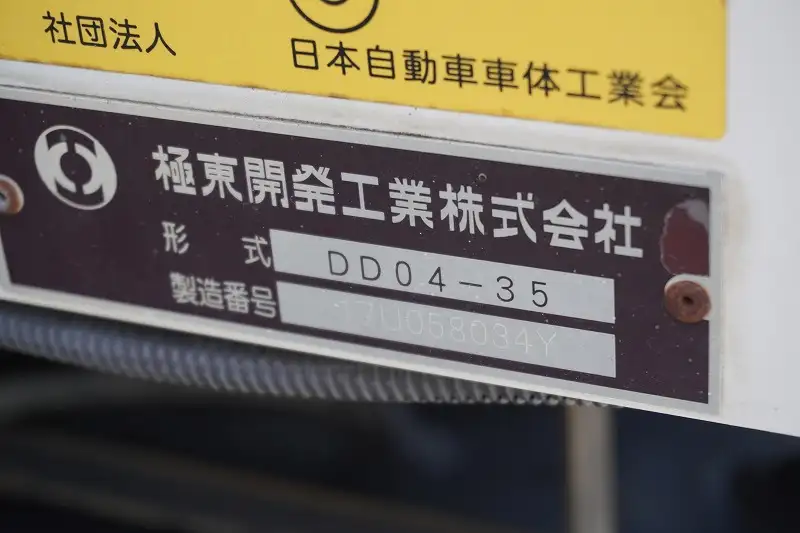 社団法人
日本自動車車体工業会
極東開発工業株式会社
形 式 DD04-35
製造番号 17U058034Y